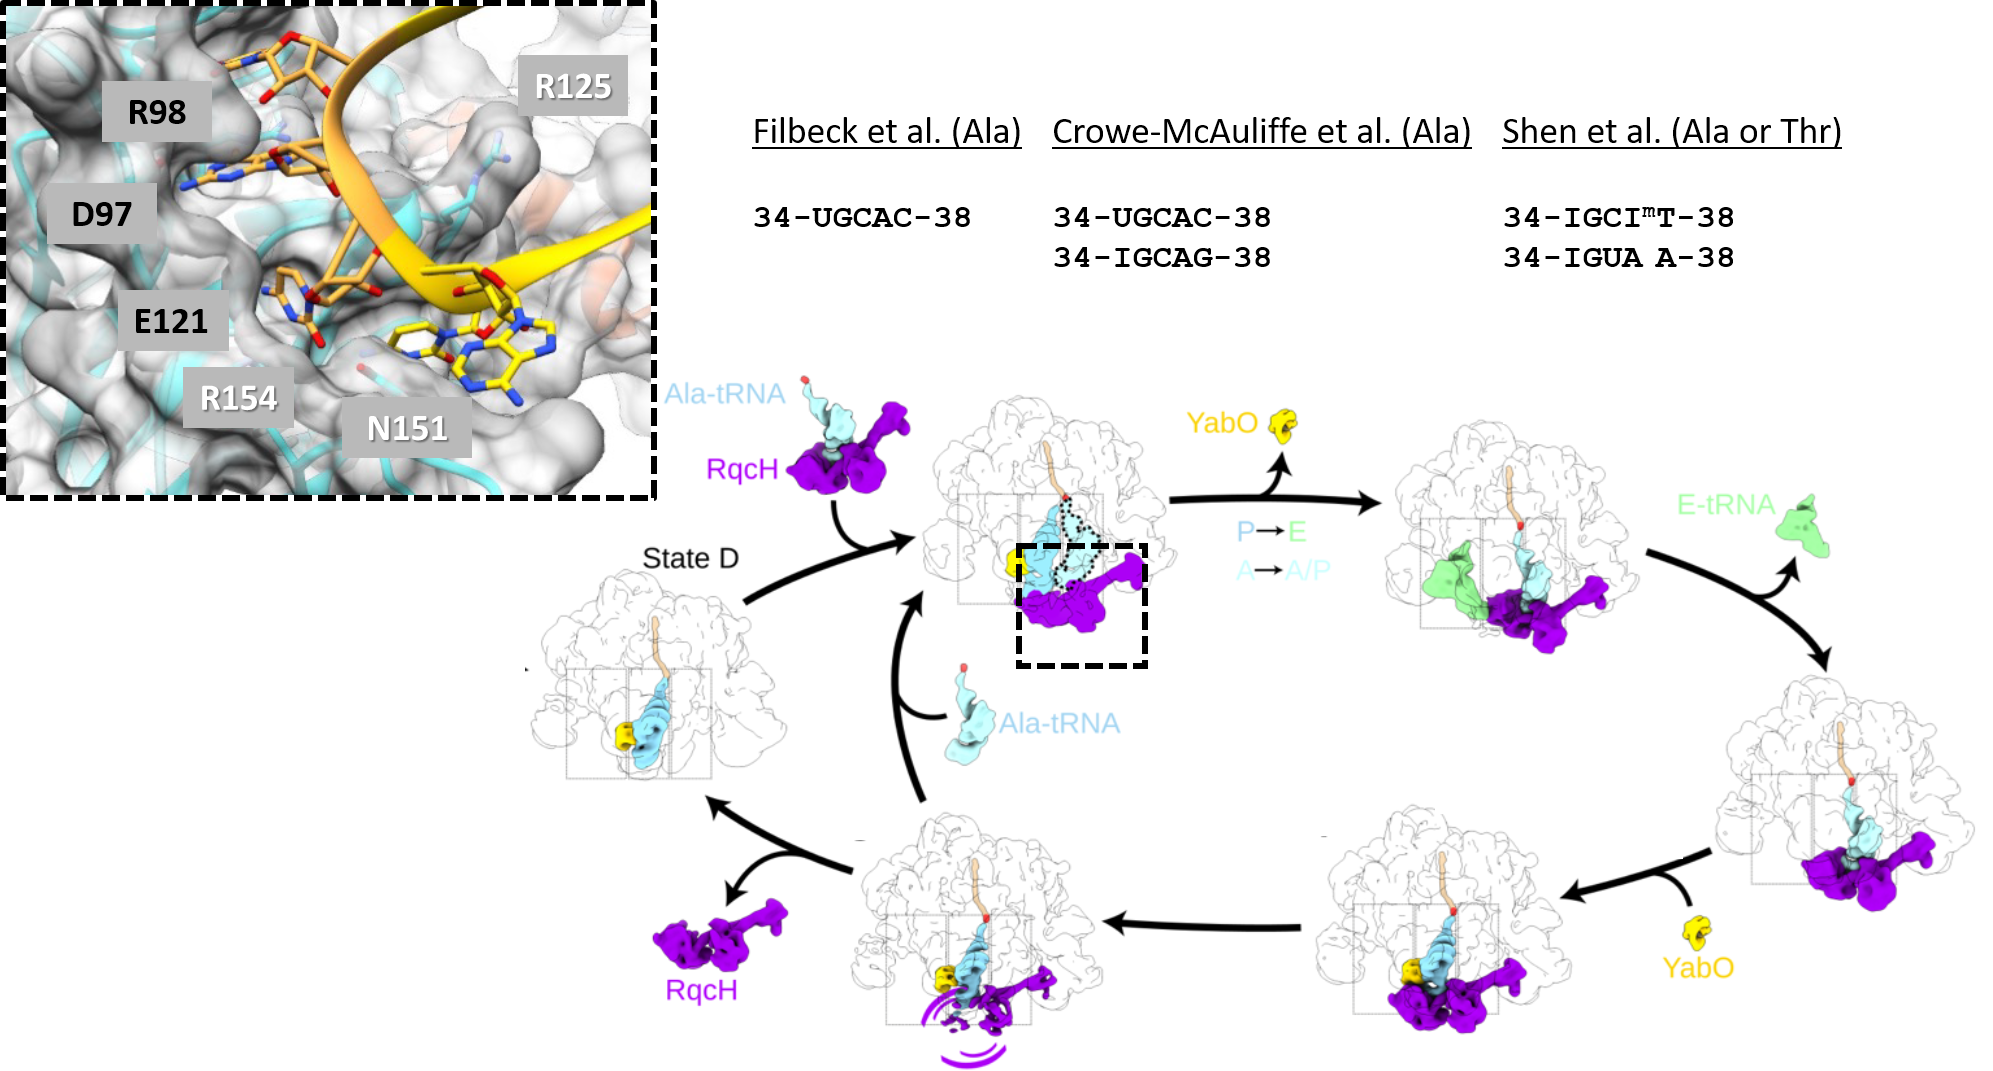 R125
R98
D97
E121
R154
N151
Filbeck et al. (Ala) Crowe-McAuliffe et al. (Ala) Shen et al. (Ala or Thr)
34-UGCAC-38 34-UGCAC-38 34-IGCIᵐT-38
34-IGCAG-38 34-IGUA A-38
Ala-tRNA
RqcH
YabO
P→E
A→A/P
E-tRNA
State D
Ala-tRNA
YabO
RqcH